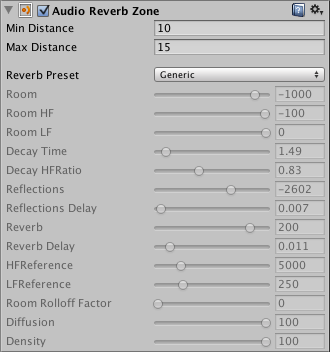 Audio Reverb Zone
Min Distance 10
Max Distance 15
Reverb Preset Generic
Room -1000
Room HF -100
Room LF 0
Decay Time 1.49
Decay HFRatio 0.83
Reflections -2602
Reflections Delay 0.007
Reverb 200
Reverb Delay 0.011
HFReference 5000
LFReference 250
Room Rolloff Factor 0
Diffusion 100
Density 100